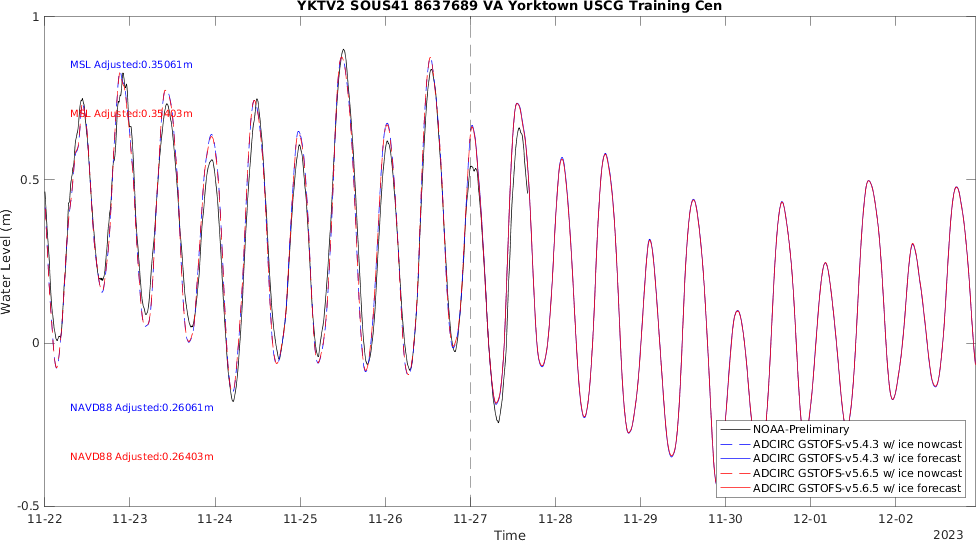 YKTV2 SOUS41 8637689 VA Yorktown USCG Training Cen
1
0.5
0
-0.5
Water Level (m)
MSL Adjusted:0.35061m
MSL Adjusted:0.35403m
NAVD88 Adjusted:0.26061m
NAVD88 Adjusted:0.26403m
NOAA-Preliminary
ADCIRC GSTOFS-v5.4.3 w/ ice nowcast
ADCIRC GSTOFS-v5.4.3 w/ ice forecast
ADCIRC GSTOFS-v5.6.5 w/ ice nowcast
ADCIRC GSTOFS-v5.6.5 w/ ice forecast
11-22 11-23 11-24 11-25 11-26 11-27 11-28 11-29 11-30 12-01 12-02
Time
2023